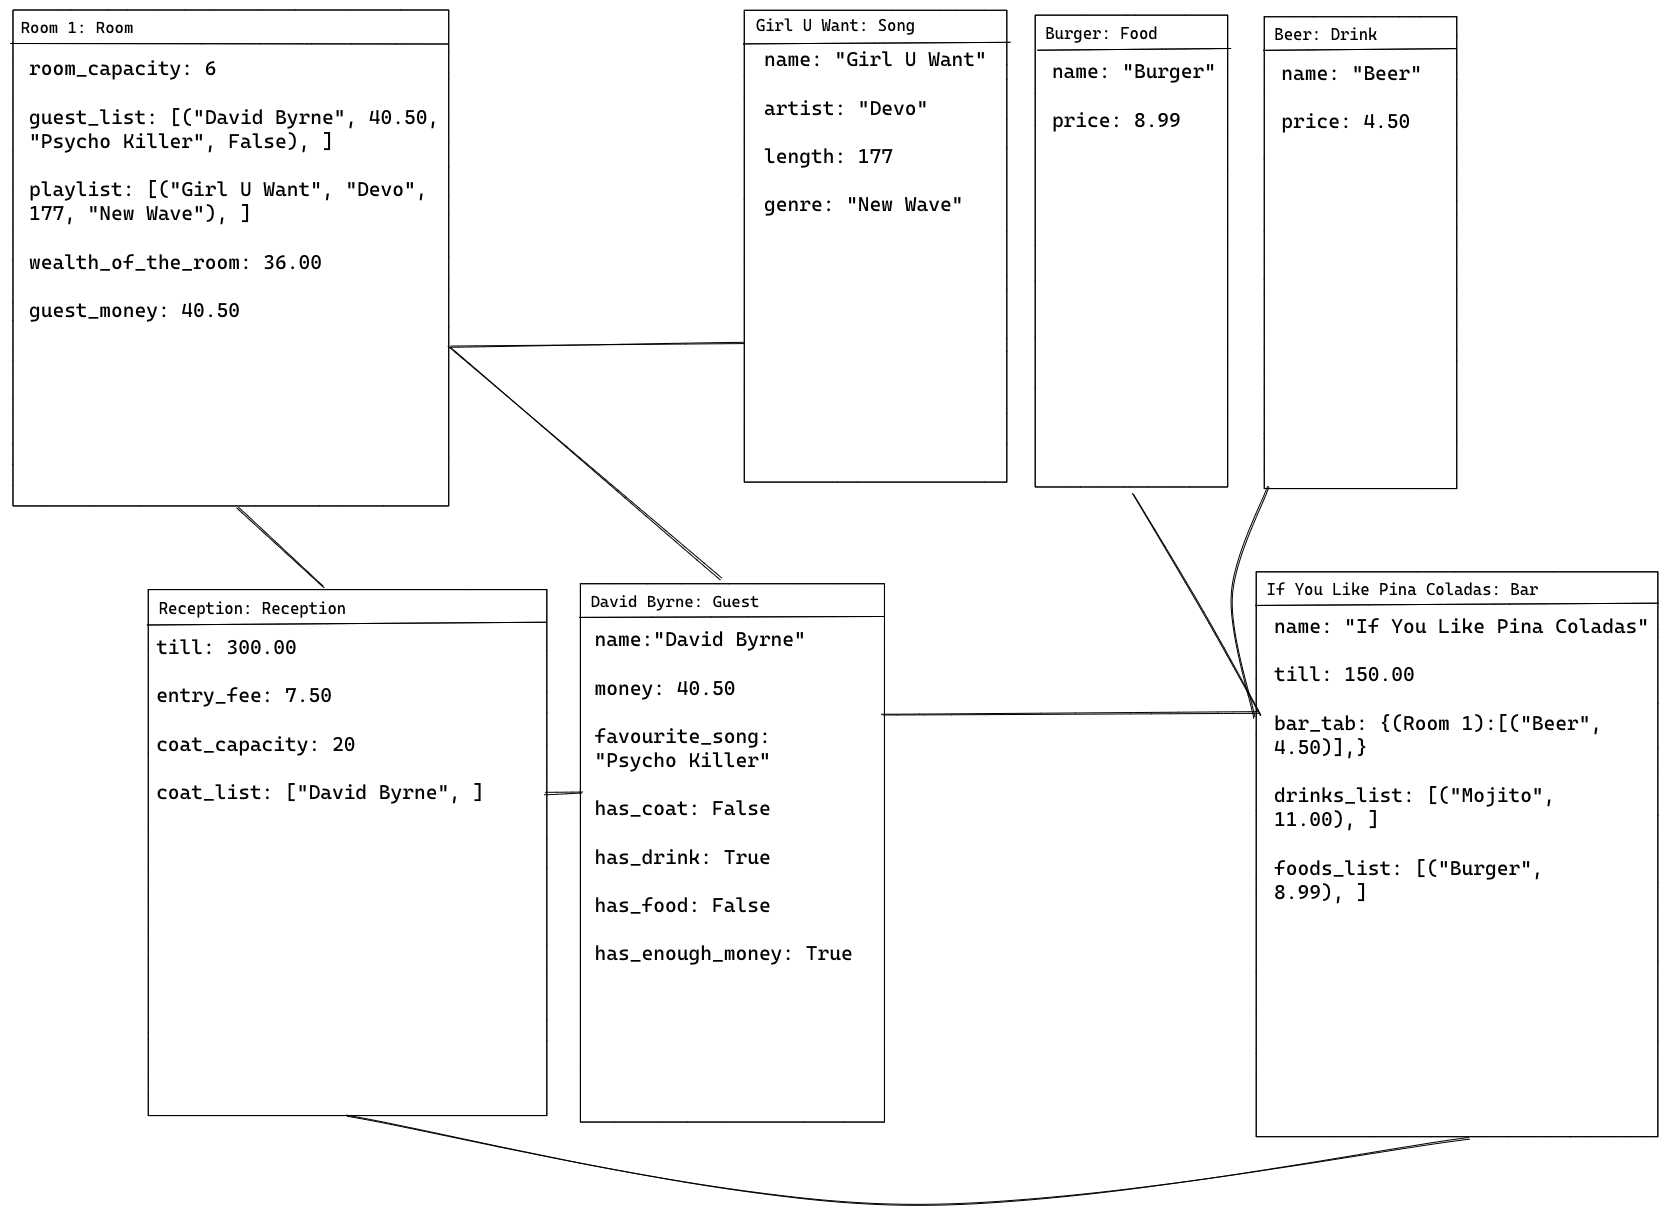 Room 1: Room
room_capacity: 6
guest_list: [("David Byrne", 40.50,
"Psycho Killer", False), ]
playlist: [("Girl U Want", "Devo",
177, "New Wave"), ]
wealth_of_the_room: 36.00
guest_money: 40.50
Girl U Want: Song
name: "Girl U Want"
artist: "Devo"
length: 177
genre: "New Wave"
Burger: Food
name: "Burger"
price: 8.99
Beer: Drink
name: "Beer"
price: 4.50
Reception: Reception
till: 300.00
entry_fee: 7.50
coat_capacity: 20
coat_list: ["David Byrne", ]
David Byrne: Guest
name:"David Byrne"
money: 40.50
favourite_song:
"Psycho Killer"
has_coat: False
has_drink: True
has_food: False
has_enough_money: True
If You Like Pina Coladas: Bar
name: "If You Like Pina Coladas"
till: 150.00
bar_tab: {(Room 1):[("Beer",
4.50)],}
drinks_list: [("Mojito",
11.00), ]
foods_list: [("Burger",
8.99), ]